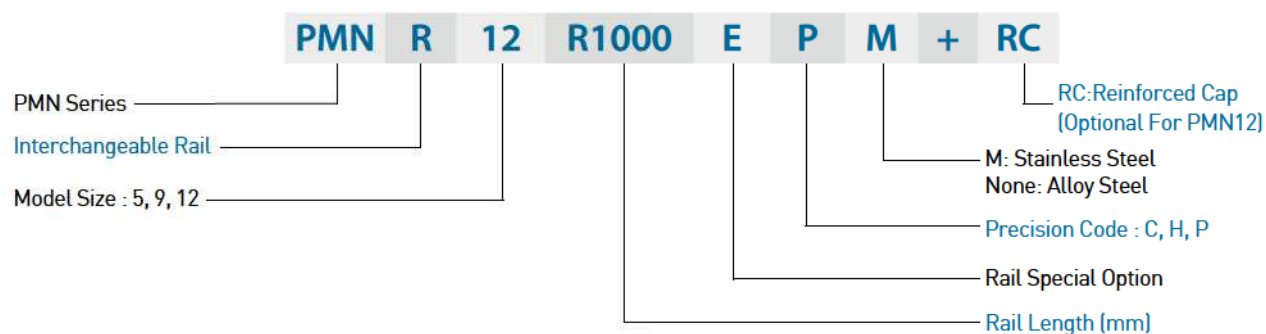 PMN R 12 R1000 E P M + RC
PMN Series
Interchangeable Rail
Model Size : 5, 9, 12
RC:Reinforced Cap
(Optional For PMN12)
M: Stainless Steel
None: Alloy Steel
Precision Code : C, H, P
Rail Special Option
Rail Length (mm)